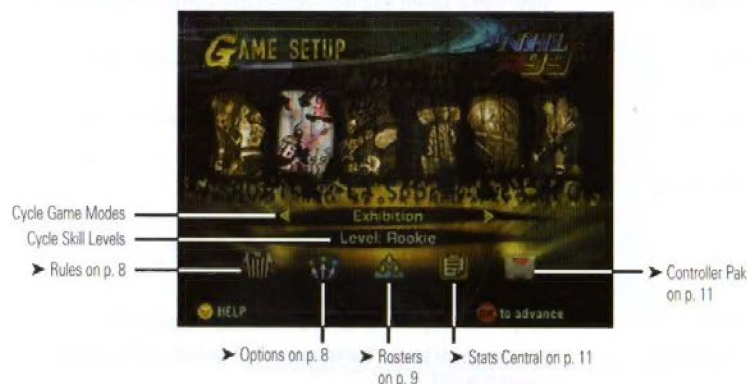 GAME SETUP
NHL 99
Cycle Game Modes
Exhibition
Cycle Skill Levels
Level: Rookie
➤ Rules on p. 8
➤ Controller Pak
on p. 11
HELP
to advance
➤ Options on p. 8
➤ Rosters
on p. 9
➤ Stats Central on p. 11